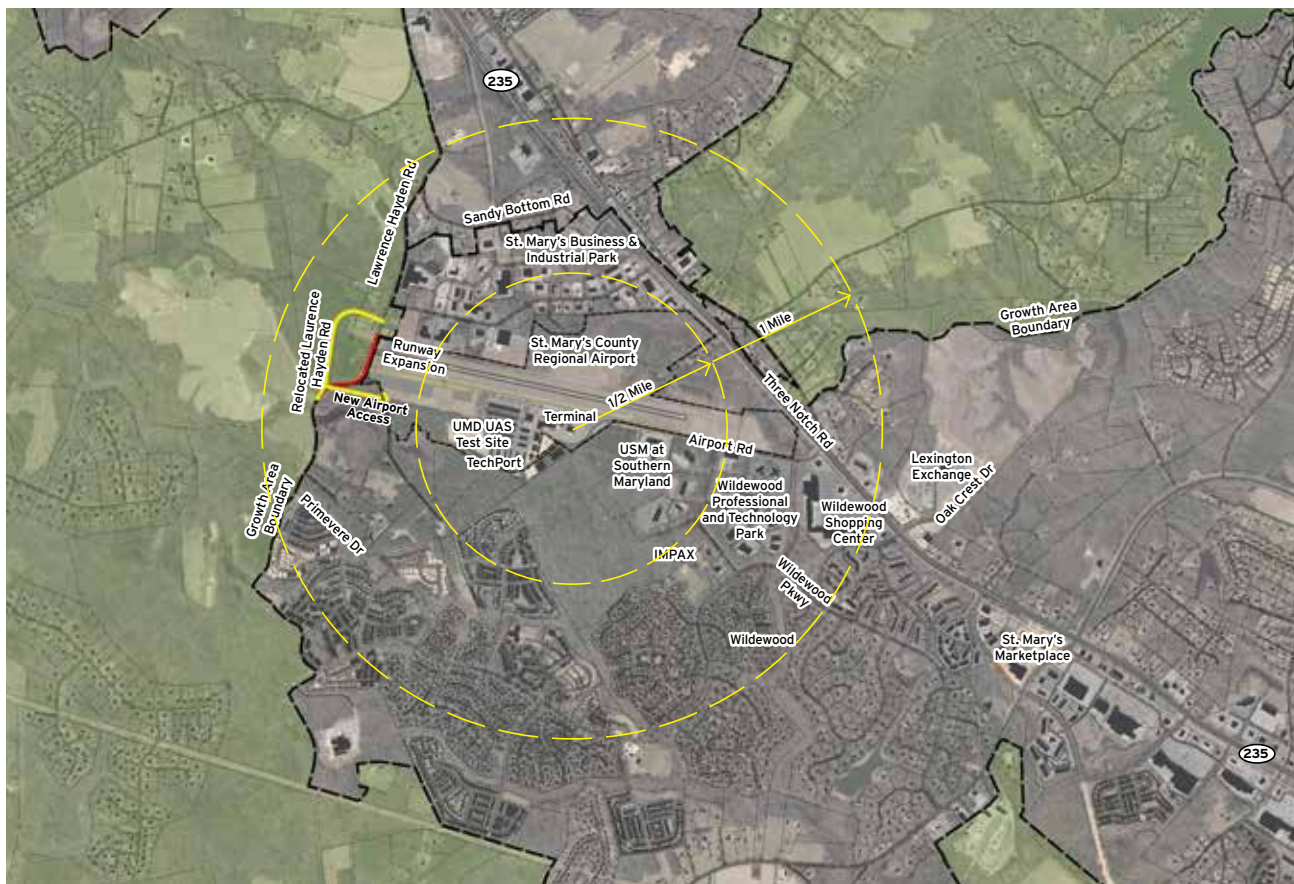 235
Lawrence Hayden Rd
Sandy Bottom Rd
St. Mary's Business &
Industrial Park
1 Mile
Growth Area
Boundary
Relocated Laurence
Hayden Rd
Runway
Expansion
St. Mary's County
Regional Airport
New Airport
Access
1/2 Mile
Three Notch Rd
Terminal
UMD UAS
Test Site
TechPort
Airport Rd
USM at
Southern
Maryland
Lexington
Exchange
Oak Crest Dr
Wildewood
Professional
and Technology
Park
Wildewood
Shopping
Center
Growth Area
Boundary
Primevere Dr
IMPAX
Wildewood
Pkwy
Wildewood
St. Mary's
Marketplace
235